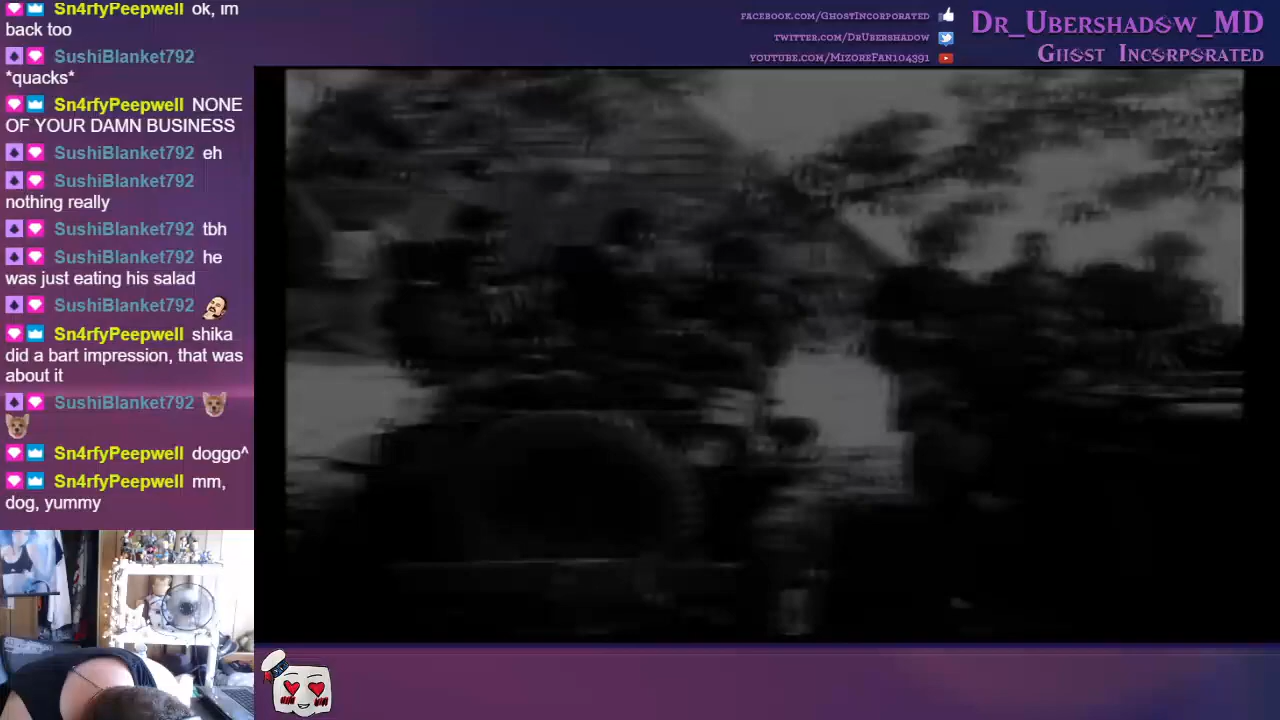 Sn4rfyPeepwell ok, im
back too
SushiBlanket792
*quacks*
Sn4rfyPeepwell NONE
OF YOUR DAMN BUSINESS
SushiBlanket792 eh
SushiBlanket792
nothing really
SushiBlanket792 tbh
SushiBlanket792 he
was just eating his salad
SushiBlanket792
Sn4rfyPeepwell shika
did a bart impression, that was
about it
SushiBlanket792
Sn4rfyPeepwell doggo^
Sn4rfyPeepwell mm,
dog, yummy
facebook.com/GhostIncorporated
twitter.com/DrUbershadow
youtube.com/MizoreFan104391
Dr_Ubershadow_MD
Ghost Incorporated